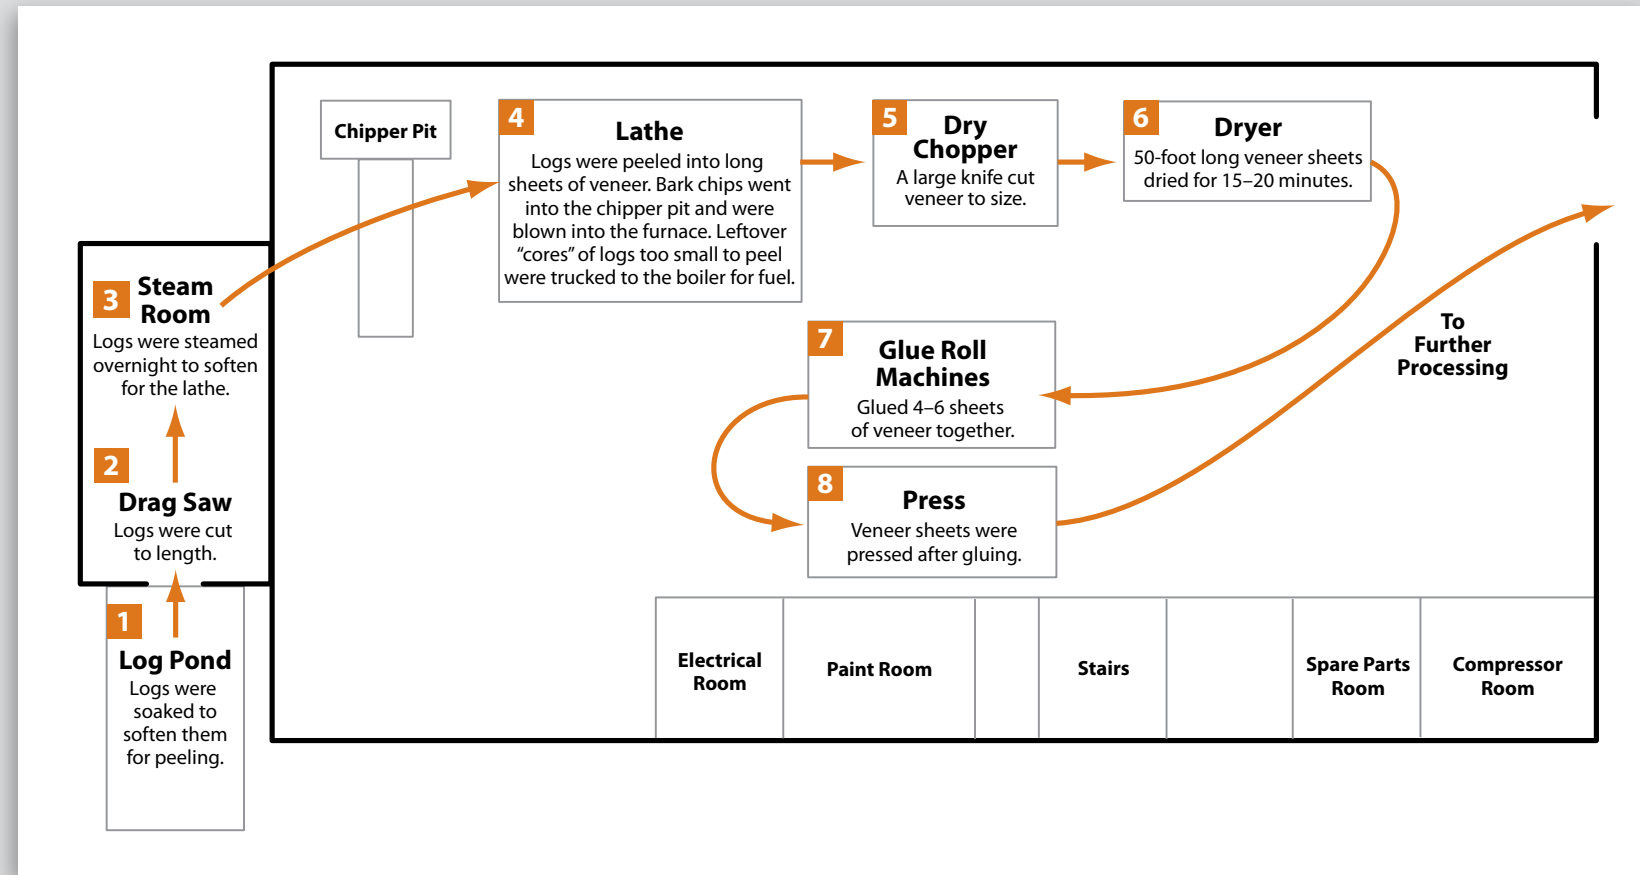 1
Log Pond
Logs were
soaked to
soften them
for peeling.
2
Drag Saw
Logs were cut
to length.
3
Steam
Room
Logs were steamed
overnight to soften
for the lathe.
Chipper Pit
4
Lathe
Logs were peeled into long
sheets of veneer. Bark chips went
into the chipper pit and were
blown into the furnace. Leftover
“cores” of logs too small to peel
were trucked to the boiler for fuel.
5
Dry
Chopper
A large knife cut
veneer to size.
6
Dryer
50-foot long veneer sheets
dried for 15–20 minutes.
7
Glue Roll
Machines
Glued 4–6 sheets
of veneer together.
8
Press
Veneer sheets were
pressed after gluing.
To
Further
Processing
Electrical
Room
Paint Room
Stairs
Spare Parts
Room
Compressor
Room